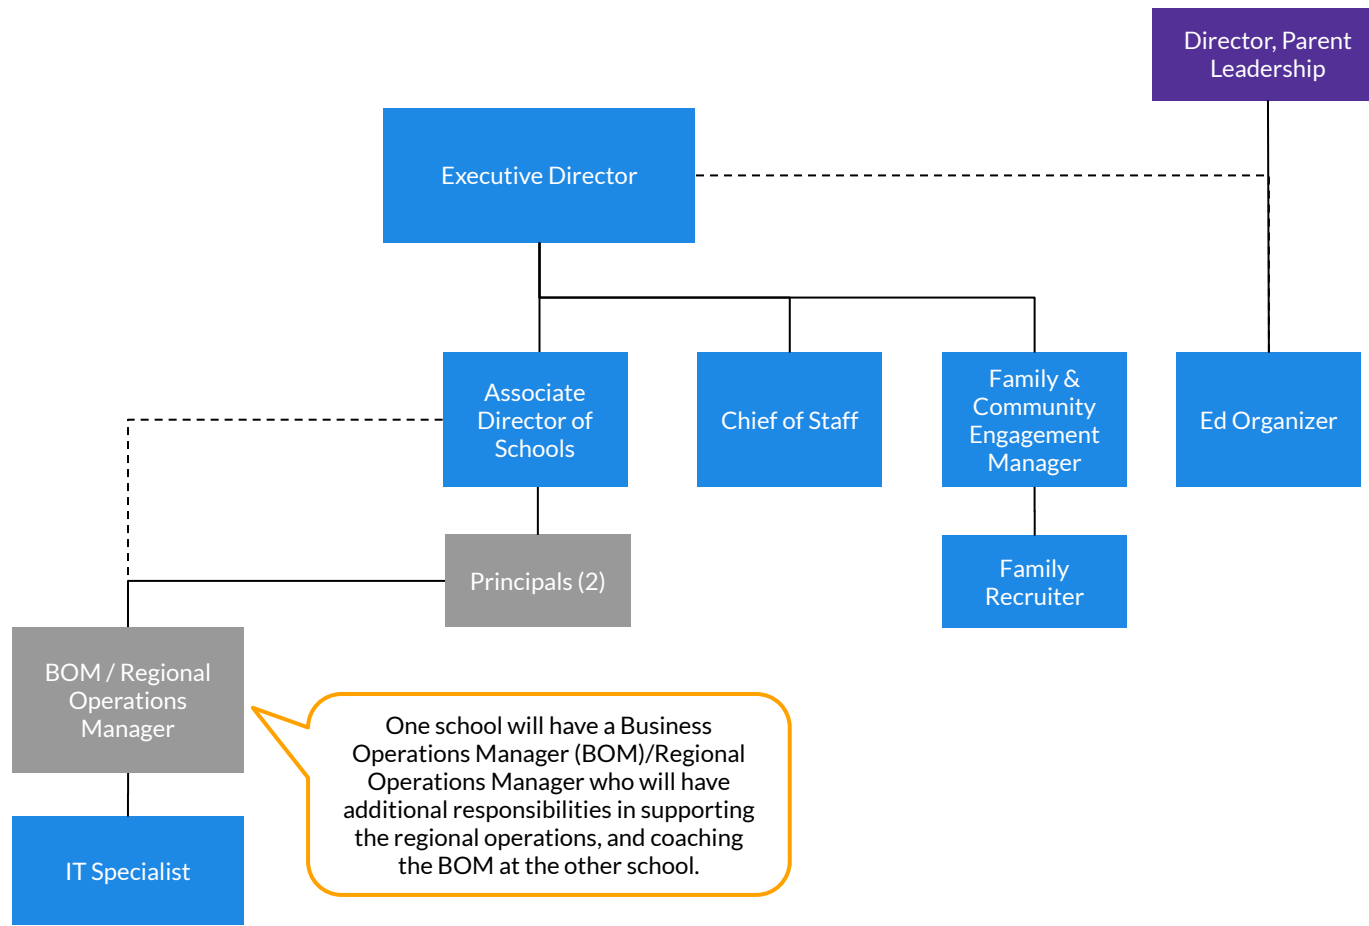 Director, Parent
Leadership
Executive Director
Associate
Director of
Schools
Chief of Staff
Family &
Community
Engagement
Manager
Ed Organizer
Principals (2)
Family
Recruiter
BOM / Regional
Operations
Manager
One school will have a Business
Operations Manager (BOM)/Regional
Operations Manager who will have
additional responsibilities in supporting
the regional operations, and coaching
the BOM at the other school.
IT Specialist